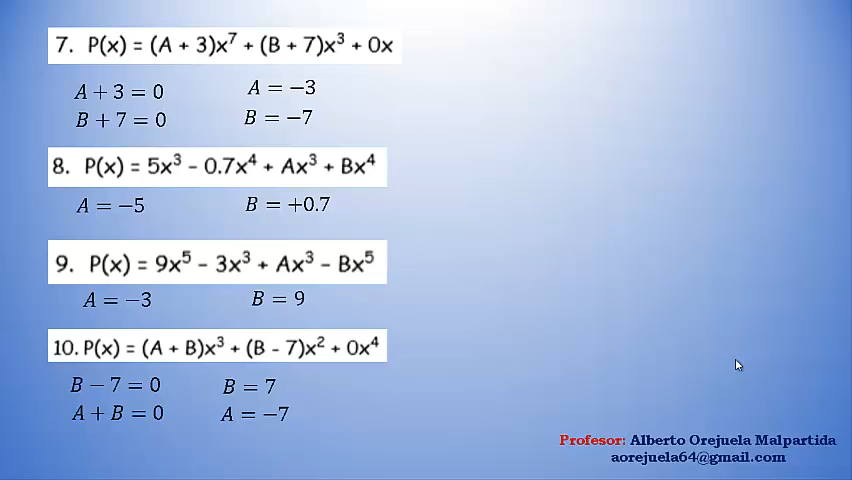 7. P(x) = (A + 3)x⁷ + (B + 7)x³ + 0x
A + 3 = 0 A = −3
B + 7 = 0 B = −7
8. P(x) = 5x³ - 0.7x⁴ + Ax³ + Bx⁴
A = −5 B = +0.7
9. P(x) = 9x⁵ - 3x³ + Ax³ - Bx⁵
A = −3 B = 9
10. P(x) = (A + B)x³ + (B - 7)x² + 0x⁴
B − 7 = 0 B = 7
A + B = 0 A = −7
Profesor: Alberto Orejuela Malpartida
aorejuela64@gmail.com